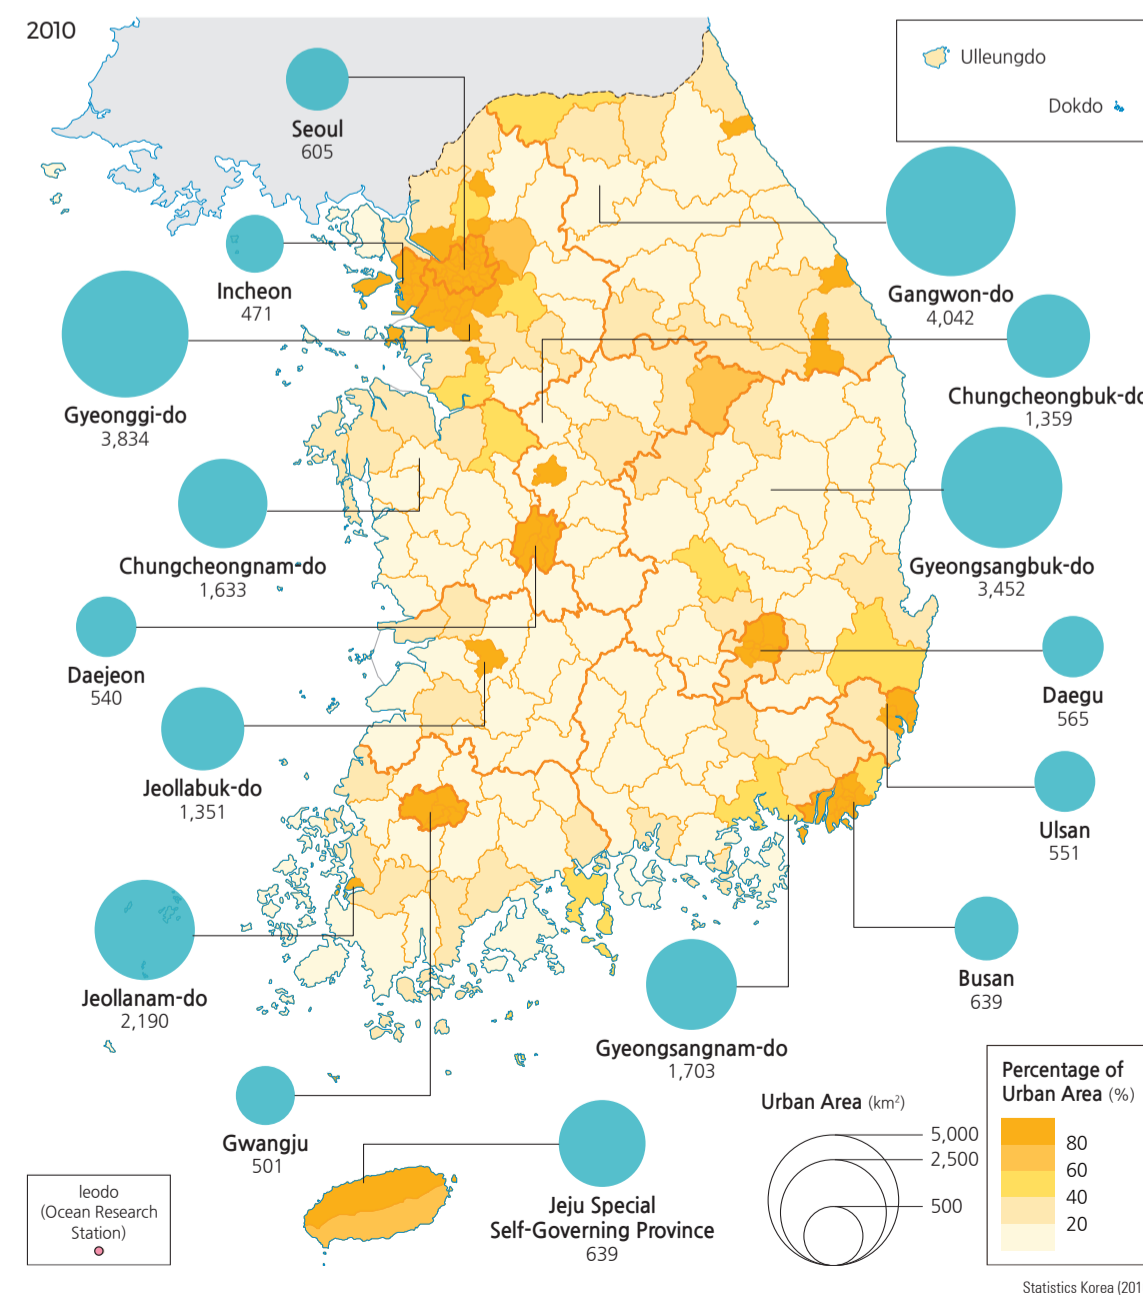 2010
Ulleungdo
Dokdo
Seoul
605
Incheon
471
Gangwon-do
4,042
Gyeonggi-do
3,834
Chungcheongbuk-do
1,359
Chungcheongnam-do
1,633
Gyeongsangbuk-do
3,452
Daejeon
540
Daegu
565
Jeollabuk-do
1,351
Ulsan
551
Jeollanam-do
2,190
Busan
639
Gyeongsangnam-do
1,703
Gwangju
501
Jeju Special
Self-Governing Province
639
Ieodo
(Ocean Research
Station)
Urban Area (km²)
5,000
2,500
500
Percentage of
Urban Area (%)
80
60
40
20
Statistics Korea (201